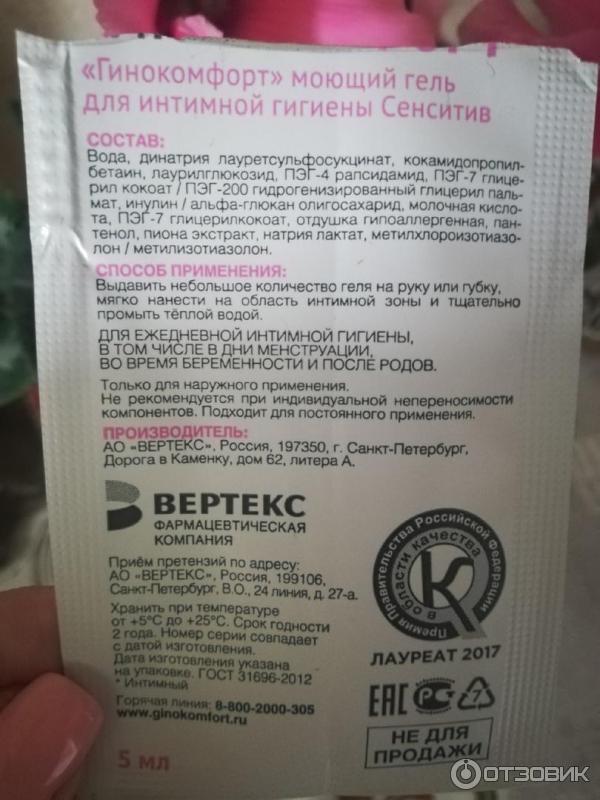 «Гинокомфорт» моющий гель
для интимной гигиены Сенситив
СОСТАВ:
Вода, динатрия лауретсульфосукцинат, кокамидопропил-
бетаин, лаурилглюкозид, ПЭГ-4 рапсидамид, ПЭГ-7 глице-
рил кокоат / ПЭГ-200 гидрогенизированный глицерил паль-
мат, инулин / альфа-глюкан олигосахарид, молочная кисло-
та, ПЭГ-7 глицерилкокоат, отдушка гипоаллергенная, пан-
тенол, пиона экстракт, натрия лактат, метилхлороизотиазо-
лон / метилизотиазолон.
СПОСОБ ПРИМЕНЕНИЯ:
Выдавить небольшое количество геля на руку или губку,
мягко нанести на область интимной зоны и тщательно
промыть тёплой водой.
ДЛЯ ЕЖЕДНЕВНОЙ ИНТИМНОЙ ГИГИЕНЫ,
В ТОМ ЧИСЛЕ В ДНИ МЕНСТРУАЦИИ,
ВО ВРЕМЯ БЕРЕМЕННОСТИ И ПОСЛЕ РОДОВ.
Только для наружного применения.
Не рекомендуется при индивидуальной непереносимости
компонентов. Подходит для постоянного применения.
ПРОИЗВОДИТЕЛЬ:
АО «ВЕРТЕКС», Россия, 197350, г. Санкт-Петербург,
Дорога в Каменку, дом 62, литера А.
ВЕРТЕКС
ФАРМАЦЕВТИЧЕСКАЯ
КОМПАНИЯ
Приём претензий по адресу:
АО «ВЕРТЕКС», Россия, 199106,
Санкт-Петербург, В.О., 24 линия, д. 27-а.
Хранить при температуре
от +5°С до +25°С. Срок годности
2 года. Номер серии совпадает
с датой изготовления.
Дата изготовления указана
на упаковке. ГОСТ 31696-2012
* Интимный
Горячая линия: 8-800-2000-305
www.ginokomfort.ru
5 мл
Премия Правительства Российской Федерации
в области качества
К
ЛАУРЕАТ 2017
ЕАС РСТ 7
НЕ ДЛЯ
ПРОДАЖИ
ОТЗОВИК